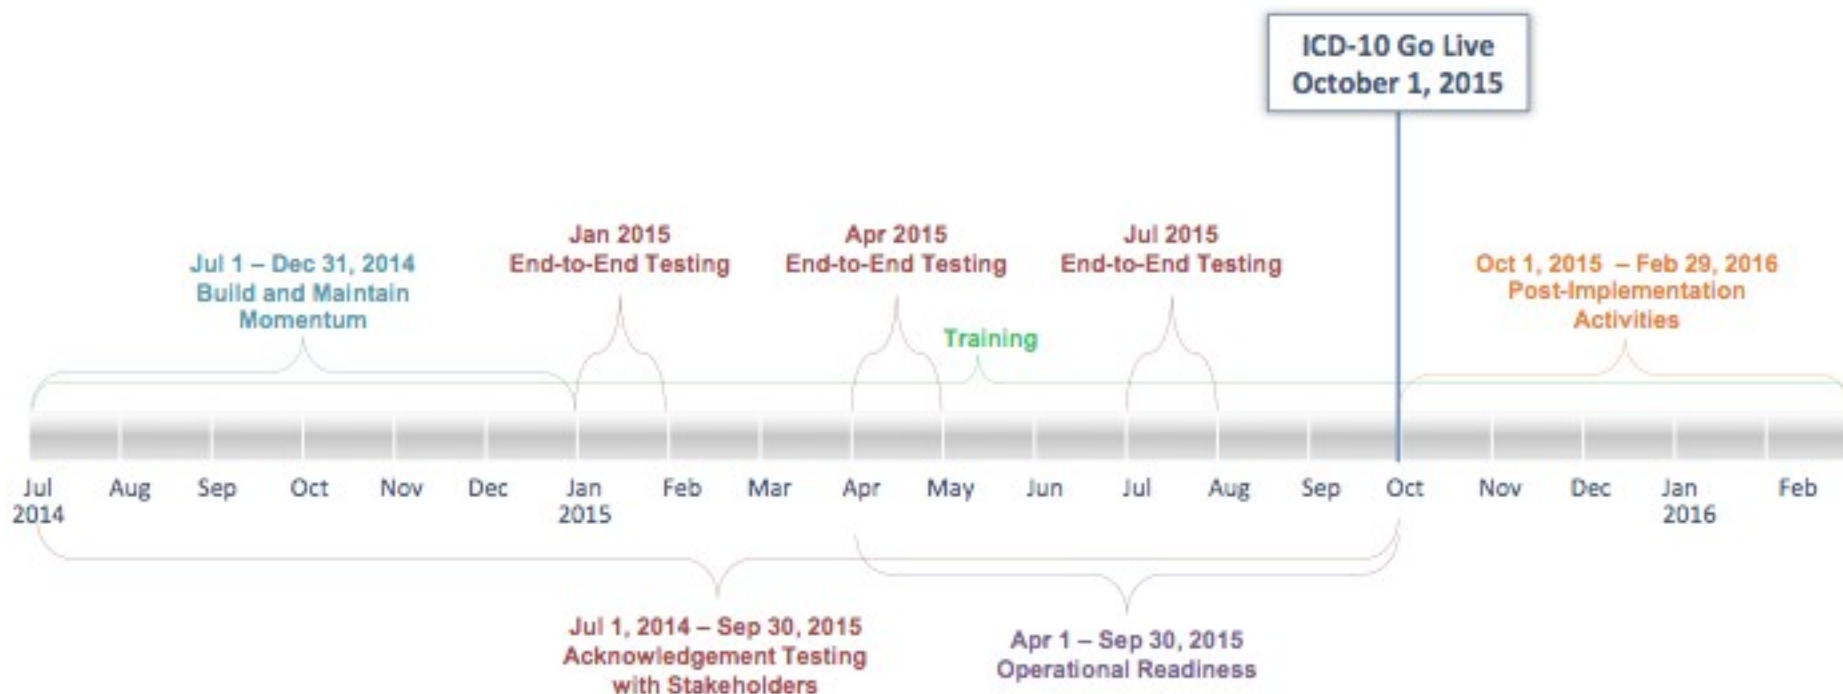 ICD-10 Go Live
October 1, 2015
Jan 2015
End-to-End Testing
Apr 2015
End-to-End Testing
Jul 2015
End-to-End Testing
Jul 1 – Dec 31, 2014
Build and Maintain
Momentum
Oct 1, 2015 – Feb 29, 2016
Post-Implementation
Activities
Training
Jul Aug Sep Oct Nov Dec Jan Feb Mar Apr May Jun Jul Aug Sep Oct Nov Dec Jan Feb
2014 2015 2016
Jul 1, 2014 – Sep 30, 2015
Acknowledgement Testing
with Stakeholders
Apr 1 – Sep 30, 2015
Operational Readiness